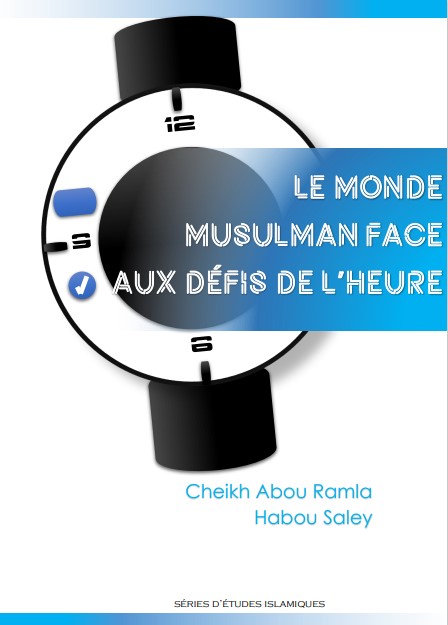 12
LE MONDE
MUSULMAN FACE
9
AUX DÉFIS DE L'HEURE
6
Cheikh Abou Ramla
Habou Saley
SÉRIES D'ÉTUDES ISLAMIQUES